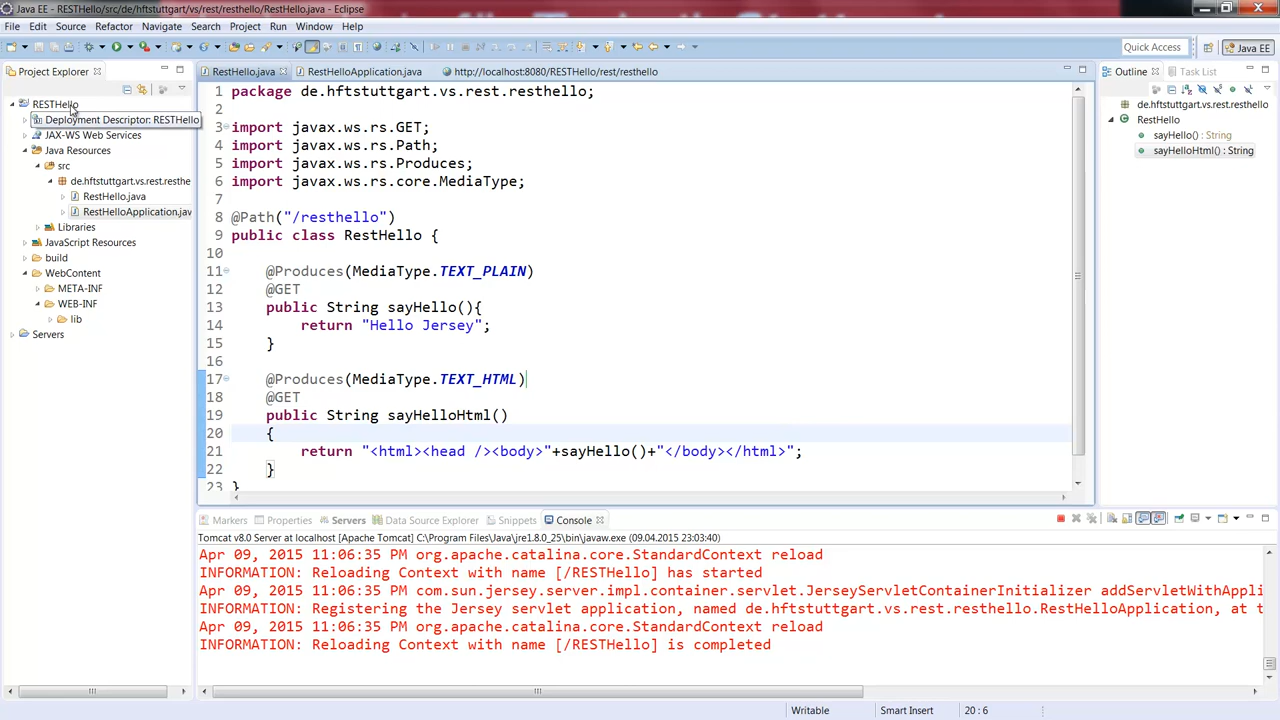 Java EE - RESTHello/src/de/hftstuttgart/vs/rest/resthello/RestHello.java - Eclipse
File Edit Source Refactor Navigate Search Project Run Window Help
Quick Access
Java EE
Project Explorer
RESTHello
Deployment Descriptor: RESTHello
JAX-WS Web Services
Java Resources
src
de.hftstuttgart.vs.rest.resthe
RestHello.java
RestHelloApplication.jav
Libraries
JavaScript Resources
build
WebContent
META-INF
WEB-INF
lib
Servers
RestHello.java RestHelloApplication.java http://localhost:8080/RESTHello/rest/resthello
1 package de.hftstuttgart.vs.rest.resthello;
2
3 import javax.ws.rs.GET;
4 import javax.ws.rs.Path;
5 import javax.ws.rs.Produces;
6 import javax.ws.rs.core.MediaType;
7
8 @Path("/resthello")
9 public class RestHello {
10
11 @Produces(MediaType.TEXT_PLAIN)
12 @GET
13 public String sayHello(){
14 return "Hello Jersey";
15 }
16
17 @Produces(MediaType.TEXT_HTML)
18 @GET
19 public String sayHelloHtml()
20 {
21 return "<html><head /><body>"+sayHello()+"</body></html>";
22 }
23 }
Outline Task List
de.hftstuttgart.vs.rest.resthello
RestHello
sayHello() : String
sayHelloHtml() : String
Markers Properties Servers Data Source Explorer Snippets Console
Tomcat v8.0 Server at localhost [Apache Tomcat] C:\Program Files\Java\jre1.8.0_25\bin\javaw.exe (09.04.2015 23:03:40)
Apr 09, 2015 11:06:35 PM org.apache.catalina.core.StandardContext reload
INFORMATION: Reloading Context with name [/RESTHello] has started
Apr 09, 2015 11:06:35 PM com.sun.jersey.server.impl.container.servlet.JerseyServletContainerInitializer addServletWithAppli
INFORMATION: Registering the Jersey servlet application, named de.hftstuttgart.vs.rest.resthello.RestHelloApplication, at t
Apr 09, 2015 11:06:35 PM org.apache.catalina.core.StandardContext reload
INFORMATION: Reloading Context with name [/RESTHello] is completed
Writable Smart Insert 20 : 6